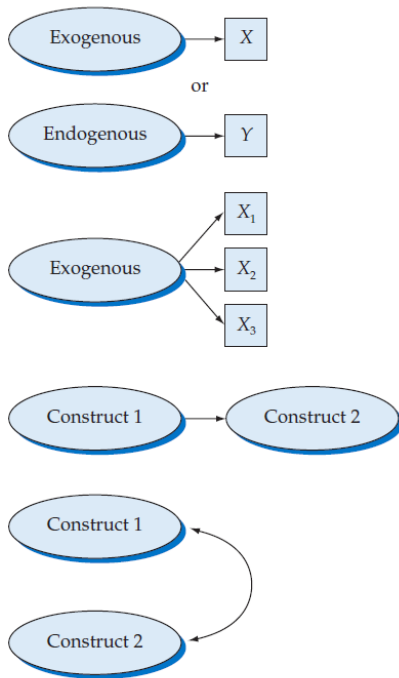 Exogenous X
or
Endogenous Y
X1
Exogenous X2
X3
Construct 1 Construct 2
Construct 1
Construct 2